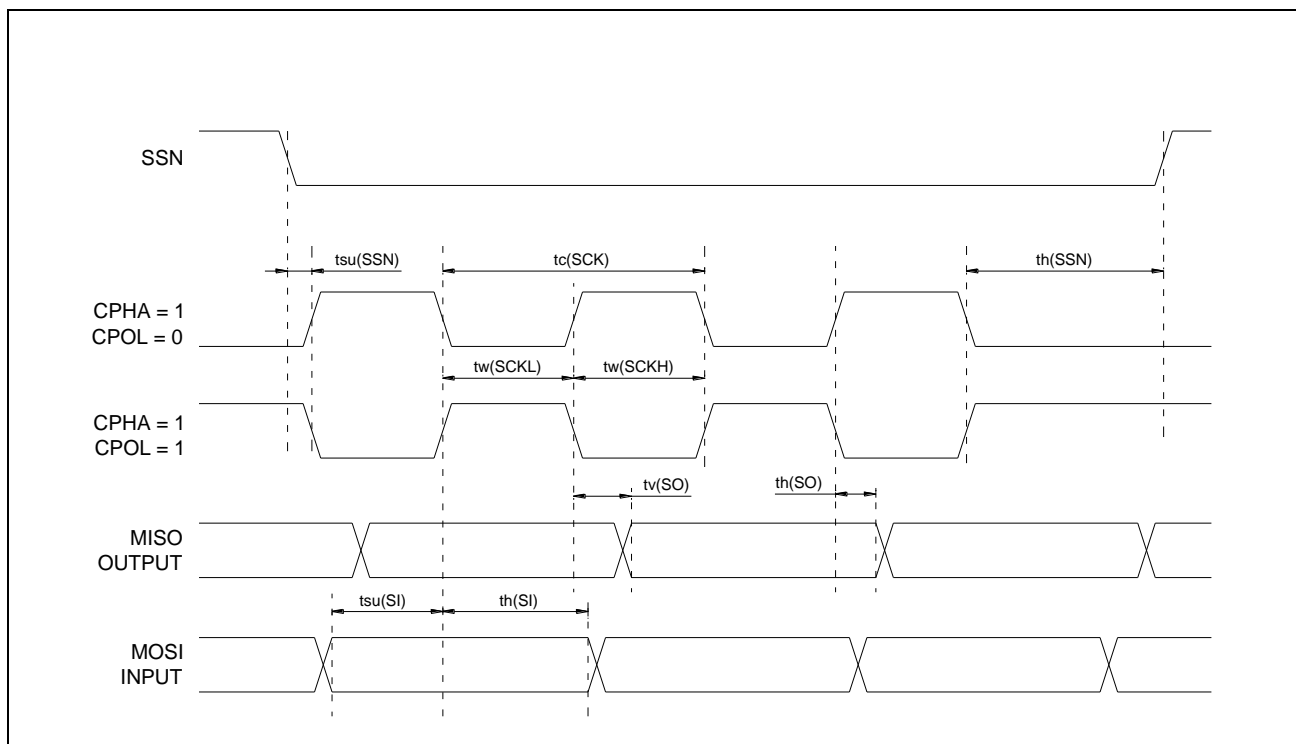 SSN
tsu(SSN)
tc(SCK)
th(SSN)
CPHA = 1
CPOL = 0
tw(SCKL)
tw(SCKH)
CPHA = 1
CPOL = 1
tv(SO)
th(SO)
MISO
OUTPUT
tsu(SI)
th(SI)
MOSI
INPUT